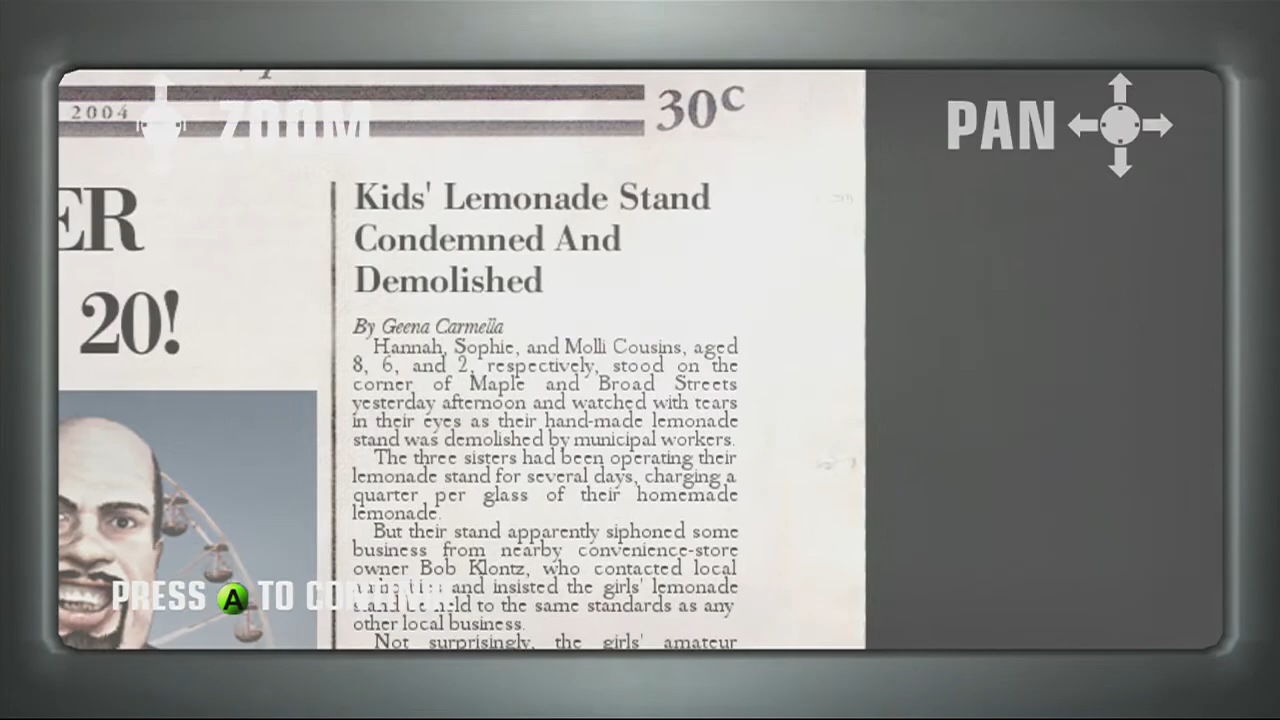 2004
30c
ZOOM
PAN
ER
20!
Kids' Lemonade Stand
Condemned And
Demolished
By Geena Carmella
Hannah, Sophie, and Molli Cousins, aged
8, 6, and 2, respectively, stood on the
corner of Maple and Broad Streets
yesterday afternoon and watched with tears
in their eyes as their hand-made lemonade
stand was demolished by municipal workers.
The three sisters had been operating their
lemonade stand for several days, charging a
quarter per glass of their homemade
lemonade.
But their stand apparently siphoned some
business from nearby convenience-store
owner Bob Klontz, who contacted local
and insisted the girls' lemonade
stand be held to the same standards as any
other local business.
Not surprisingly, the girls' amateur
PRESS A TO CONTINUE